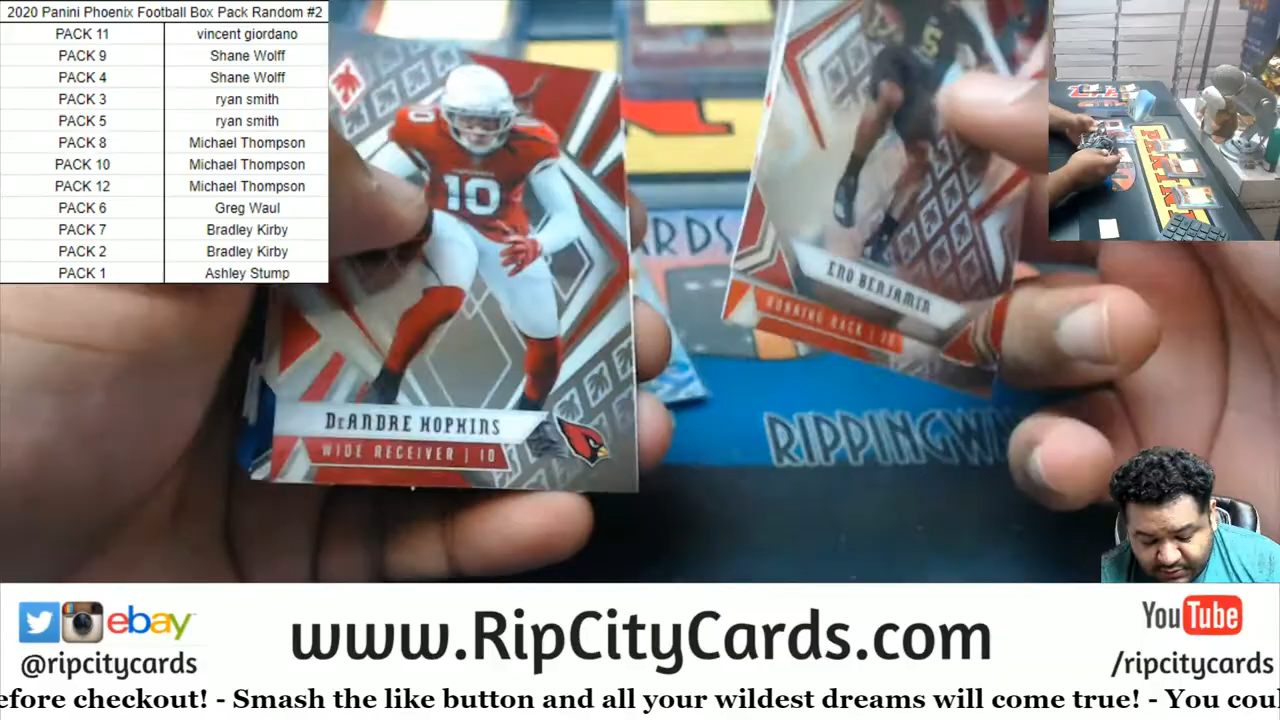 2020 Panini Phoenix Football Box Pack Random #2
PACK 11 vincent giordano
PACK 9 Shane Wolff
PACK 4 Shane Wolff
PACK 3 ryan smith
PACK 5 ryan smith
PACK 8 Michael Thompson
PACK 10 Michael Thompson
PACK 12 Michael Thompson
PACK 6 Greg Waul
PACK 7 Bradley Kirby
PACK 2 Bradley Kirby
PACK 1 Ashley Stump
10
DeANDRE HOPKINS
WIDE RECEIVER | 10
5
ENO BENJAMIN
RUNNING BACK
ARDS
RIPPINGW
ebay
@ripcitycards
www.RipCityCards.com
YouTube
/ripcitycards
efore checkout! - Smash the like button and all your wildest dreams will come true! - You coul